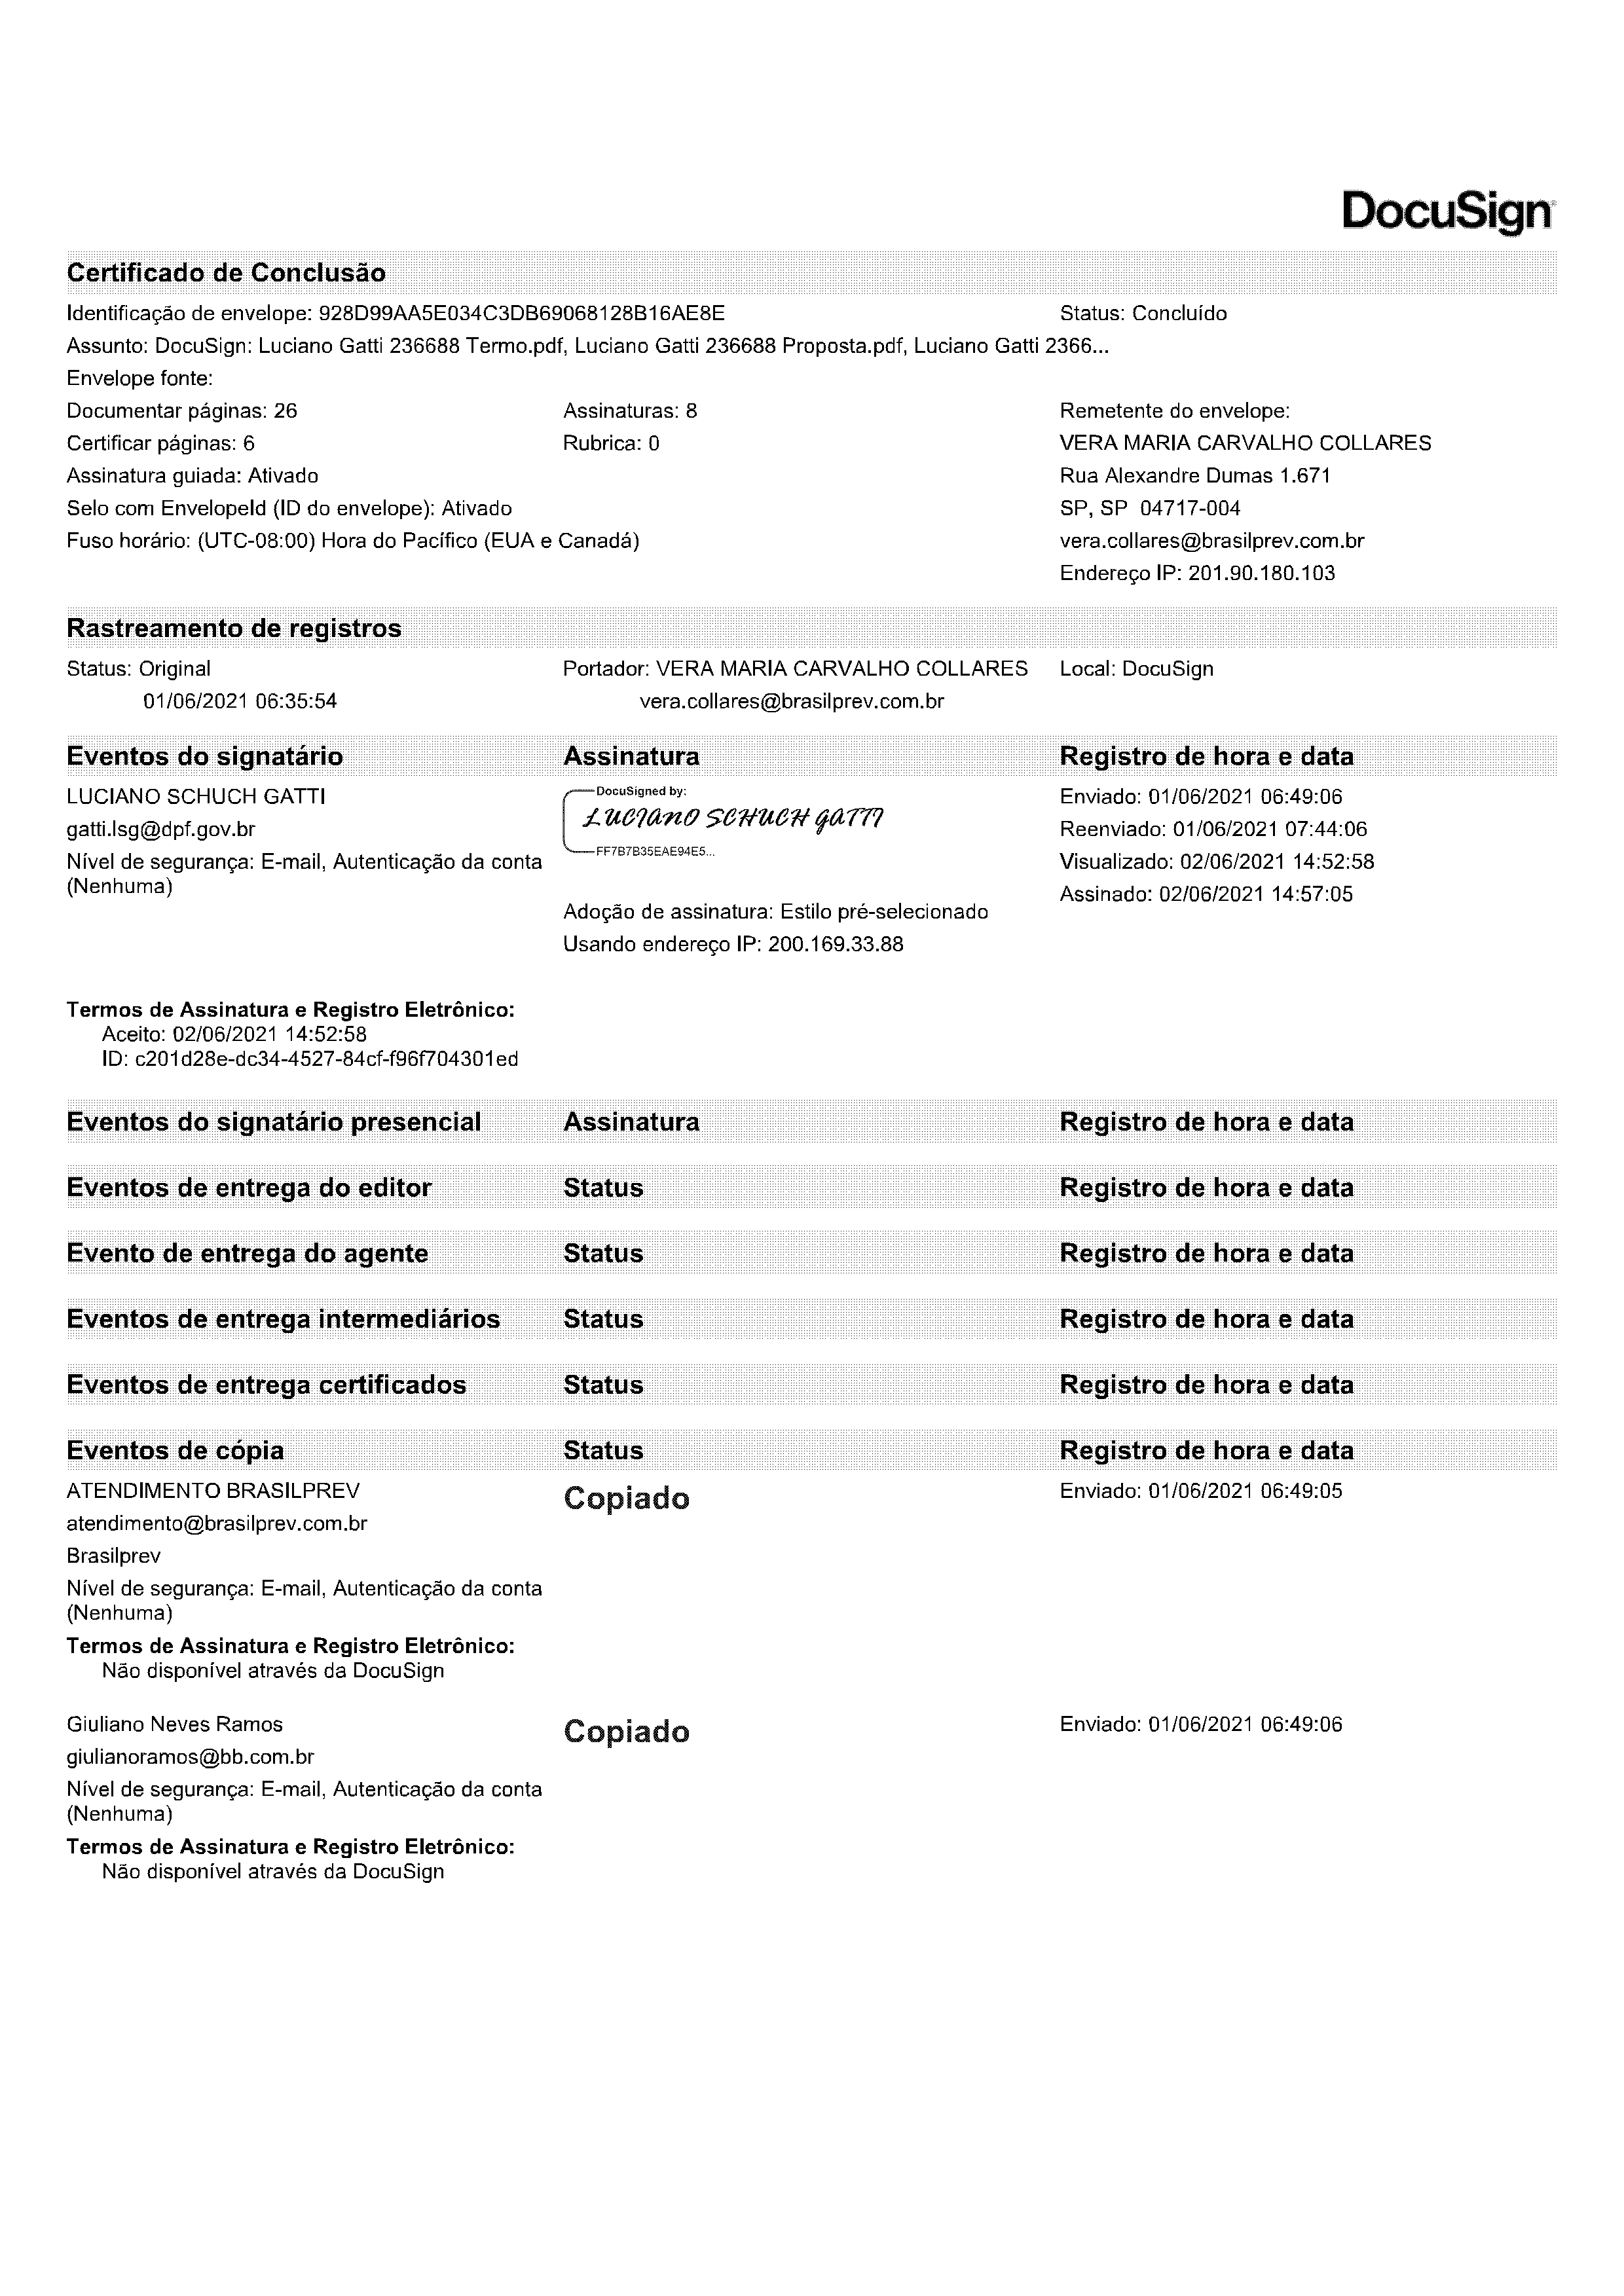 DocuSign
Certificado de Conclusão
Identificação de envelope: 928D99AA5E034C3DB69068128B16AE8E Status: Concluído
Assunto: DocuSign: Luciano Gatti 236688 Termo.pdf, Luciano Gatti 236688 Proposta.pdf, Luciano Gatti 2366...
Envelope fonte:
Documentar páginas: 26 Assinaturas: 8 Remetente do envelope:
Certificar páginas: 6 Rubrica: 0 VERA MARIA CARVALHO COLLARES
Assinatura guiada: Ativado Rua Alexandre Dumas 1.671
Selo com EnvelopeId (ID do envelope): Ativado SP, SP 04717-004
Fuso horário: (UTC-08:00) Hora do Pacífico (EUA e Canadá) vera.collares@brasilprev.com.br
Endereço IP: 201.90.180.103
Rastreamento de registros
Status: Original Portador: VERA MARIA CARVALHO COLLARES Local: DocuSign
01/06/2021 06:35:54 vera.collares@brasilprev.com.br
Eventos do signatário Assinatura Registro de hora e data
LUCIANO SCHUCH GATTI DocuSigned by: Enviado: 01/06/2021 06:49:06
gatti.lsg@dpf.gov.br LUCIANO SCHUCH GATTI Reenviado: 01/06/2021 07:44:06
Nível de segurança: E-mail, Autenticação da conta FF7B7B35EAE94E5... Visualizado: 02/06/2021 14:52:58
(Nenhuma) Assinado: 02/06/2021 14:57:05
Adoção de assinatura: Estilo pré-selecionado
Usando endereço IP: 200.169.33.88
Termos de Assinatura e Registro Eletrônico:
Aceito: 02/06/2021 14:52:58
ID: c201d28e-dc34-4527-84cf-f96f704301ed
Eventos do signatário presencial Assinatura Registro de hora e data
Eventos de entrega do editor Status Registro de hora e data
Evento de entrega do agente Status Registro de hora e data
Eventos de entrega intermediários Status Registro de hora e data
Eventos de entrega certificados Status Registro de hora e data
Eventos de cópia Status Registro de hora e data
ATENDIMENTO BRASILPREV Copiado Enviado: 01/06/2021 06:49:05
atendimento@brasilprev.com.br
Brasilprev
Nível de segurança: E-mail, Autenticação da conta
(Nenhuma)
Termos de Assinatura e Registro Eletrônico:
Não disponível através da DocuSign
Giuliano Neves Ramos Copiado Enviado: 01/06/2021 06:49:06
giulianoramos@bb.com.br
Nível de segurança: E-mail, Autenticação da conta
(Nenhuma)
Termos de Assinatura e Registro Eletrônico:
Não disponível através da DocuSign